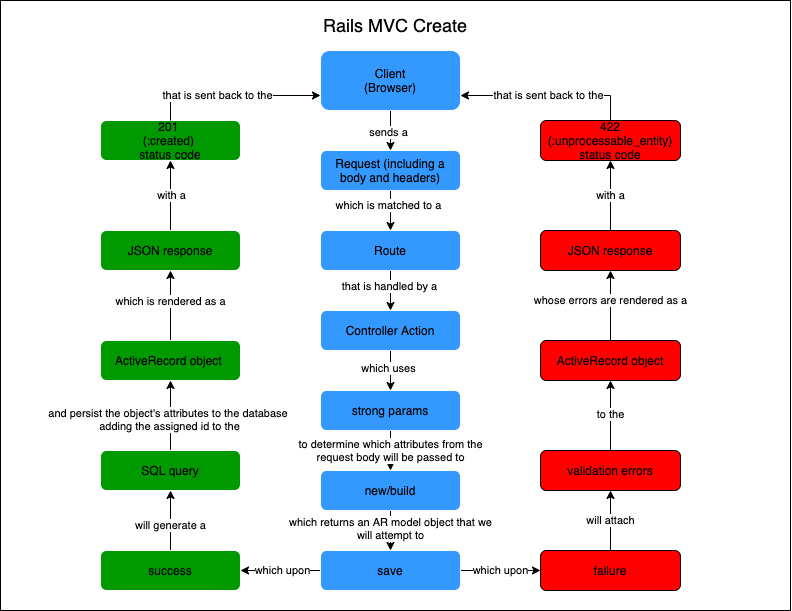 Rails MVC Create
Client
(Browser)
that is sent back to the
that is sent back to the
sends a
201
(:created)
status code
422
(:unprocessable_entity)
status code
Request (including a
body and headers)
with a
which is matched to a
with a
JSON response
Route
JSON response
which is rendered as a
that is handled by a
whose errors are rendered as a
Controller Action
ActiveRecord object
which uses
ActiveRecord object
and persist the object's attributes to the database
adding the assigned id to the
strong params
to the
to determine which attributes from the
request body will be passed to
SQL query
new/build
validation errors
will generate a
which returns an AR model object that we
will attempt to
will attach
success
which upon
save
which upon
failure